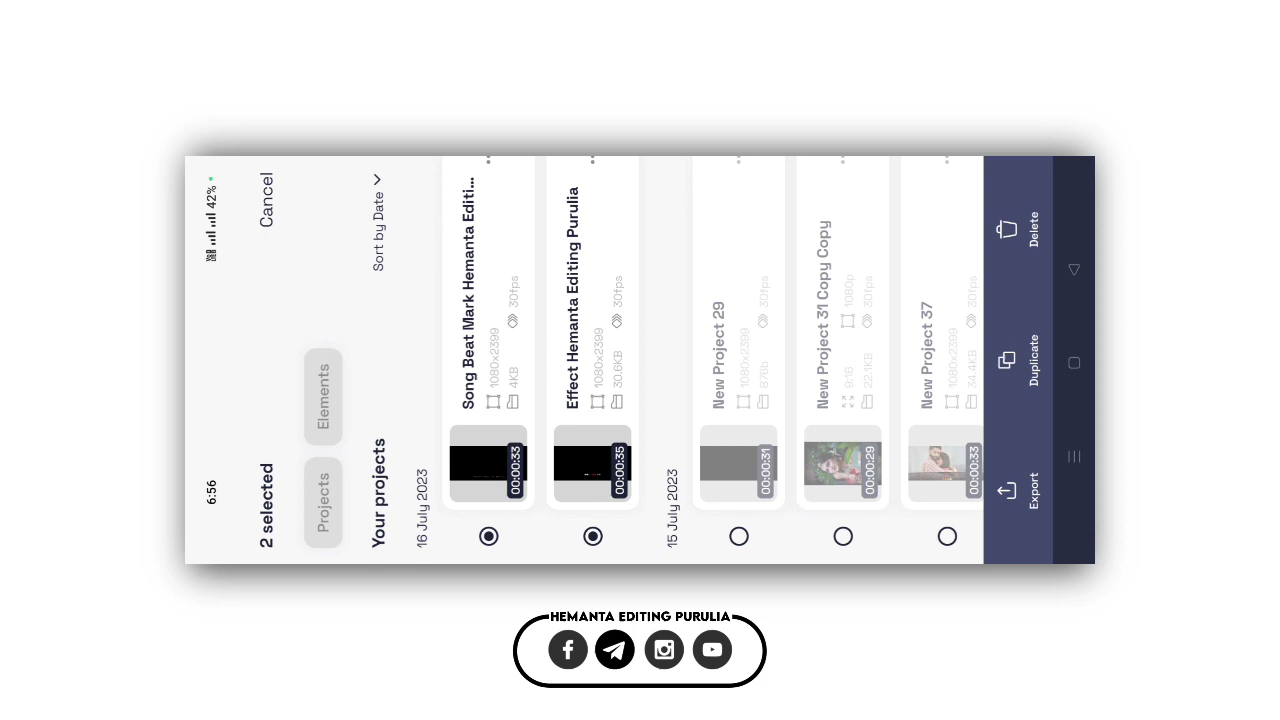 6:56
42%
2 selected
Cancel
Projects
Elements
Your projects
Sort by Date
16 July 2023
Song Beat Mark Hemanta Editi...
1080x2399
4KB
30fps
00:00:33
Effect Hemanta Editing Purulia
1080x2399
30.6KB
30fps
00:00:35
15 July 2023
New Project 29
1080x2399
876b
30fps
00:00:31
New Project 31 Copy Copy
9:16
1080p
22.1KB
30fps
00:00:29
New Project 37
1080x2399
34.4KB
30fps
00:00:33
Export
Duplicate
Delete
HEMANTA EDITING PURULIA